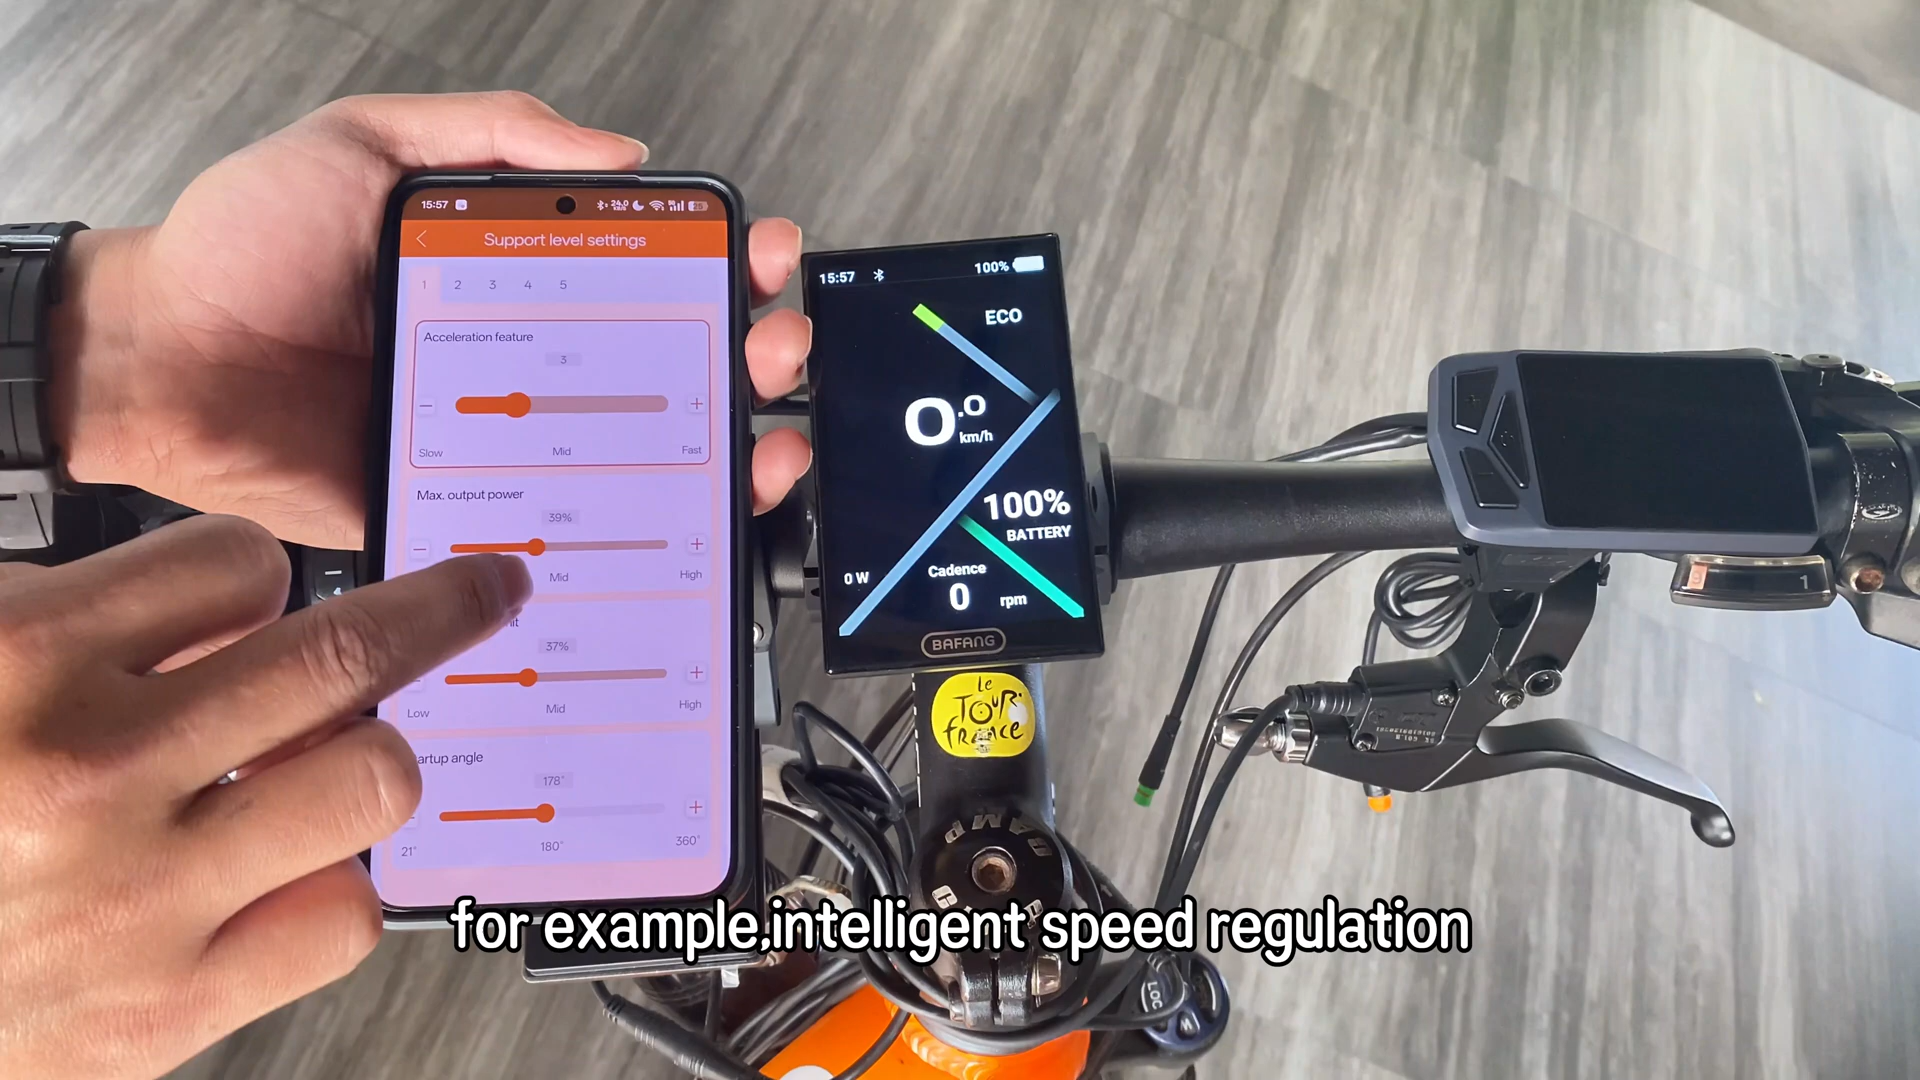 15:57
Support level settings
1 2 3 4 5
Acceleration feature
3
Slow Mid Fast
Max. output power
39%
Mid High
37%
Low Mid High
artup angle
178°
21° 180° 360°
15:57 100%
ECO
0.0
km/h
100%
BATTERY
0 W
Cadence
0 rpm
BAFANG
Le
TOUR
france
1
LOC
for example,intelligent speed regulation